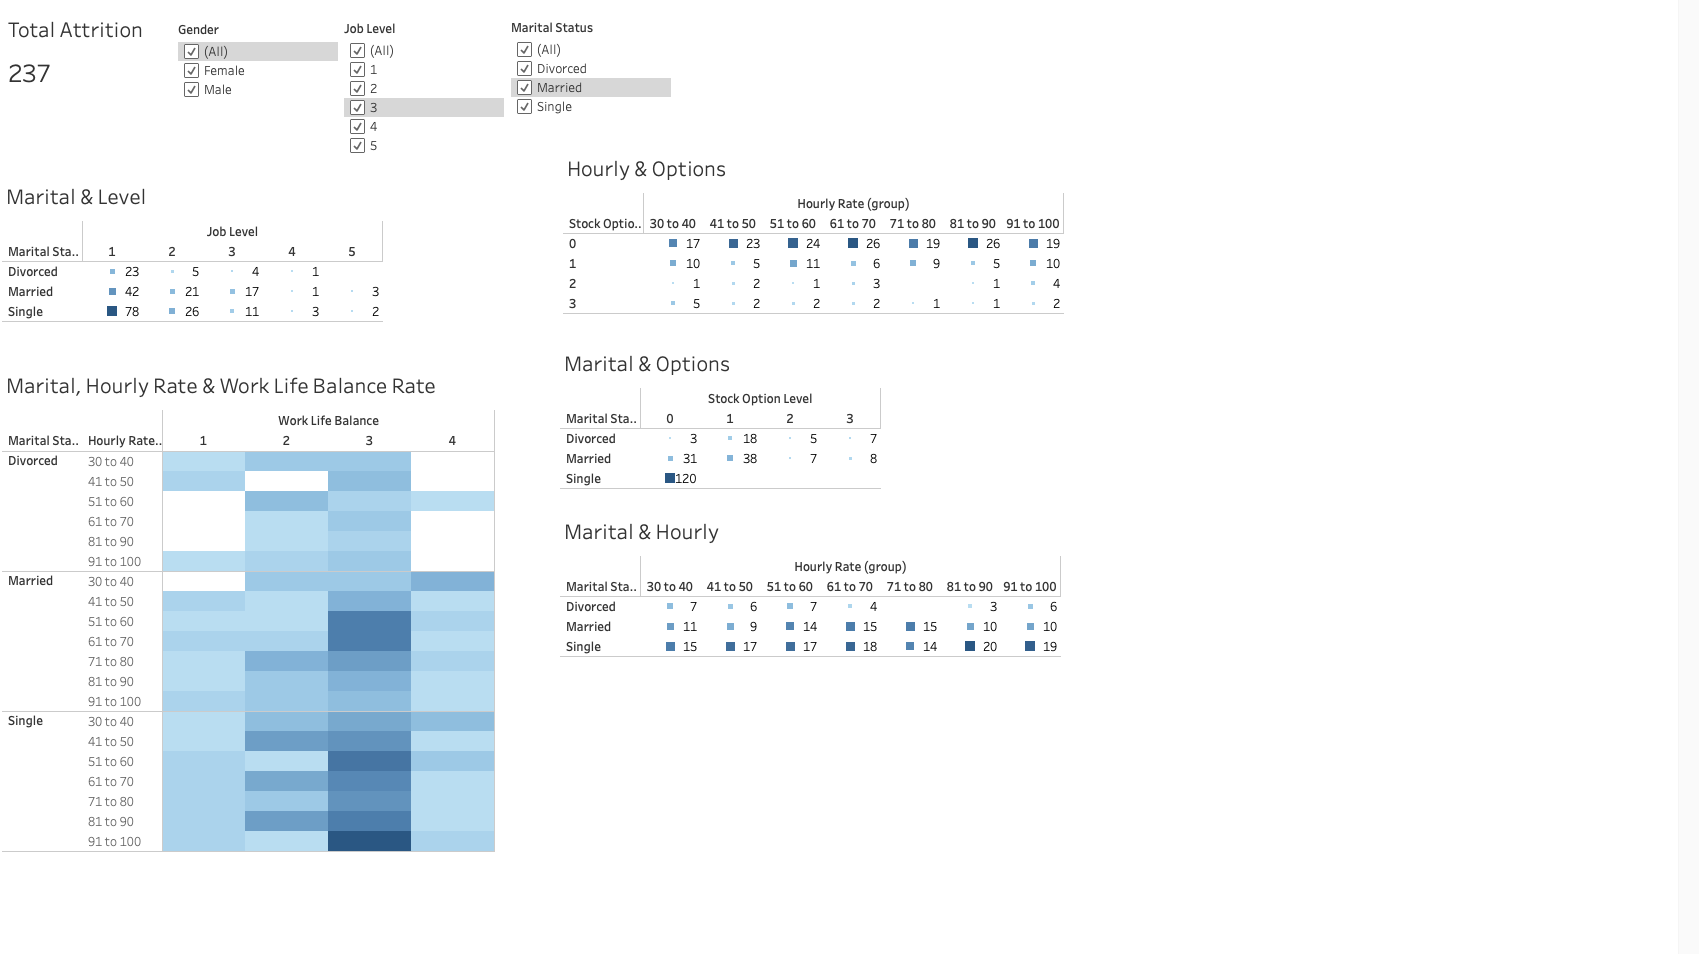 Total Attrition
237
Gender
(All)
Female
Male
Job Level
(All)
1
2
3
4
5
Marital Status
(All)
Divorced
Married
Single
Marital & Level
Job Level
Marital Sta.. 1 2 3 4 5
Divorced 23 5 4 1
Married 42 21 17 1 3
Single 78 26 11 3 2
Marital, Hourly Rate & Work Life Balance Rate
Work Life Balance
Marital Sta.. Hourly Rate.. 1 2 3 4
Divorced 30 to 40
41 to 50
51 to 60
61 to 70
81 to 90
91 to 100
Married 30 to 40
41 to 50
51 to 60
61 to 70
71 to 80
81 to 90
91 to 100
Single 30 to 40
41 to 50
51 to 60
61 to 70
71 to 80
81 to 90
91 to 100
Hourly & Options
Hourly Rate (group)
Stock Optio.. 30 to 40 41 to 50 51 to 60 61 to 70 71 to 80 81 to 90 91 to 100
0 17 23 24 26 19 26 19
1 10 5 11 6 9 5 10
2 1 2 1 3 1 4
3 5 2 2 2 1 1 2
Marital & Options
Stock Option Level
Marital Sta.. 0 1 2 3
Divorced 3 18 5 7
Married 31 38 7 8
Single 120
Marital & Hourly
Hourly Rate (group)
Marital Sta.. 30 to 40 41 to 50 51 to 60 61 to 70 71 to 80 81 to 90 91 to 100
Divorced 7 6 7 4 3 6
Married 11 9 14 15 15 10 10
Single 15 17 17 18 14 20 19